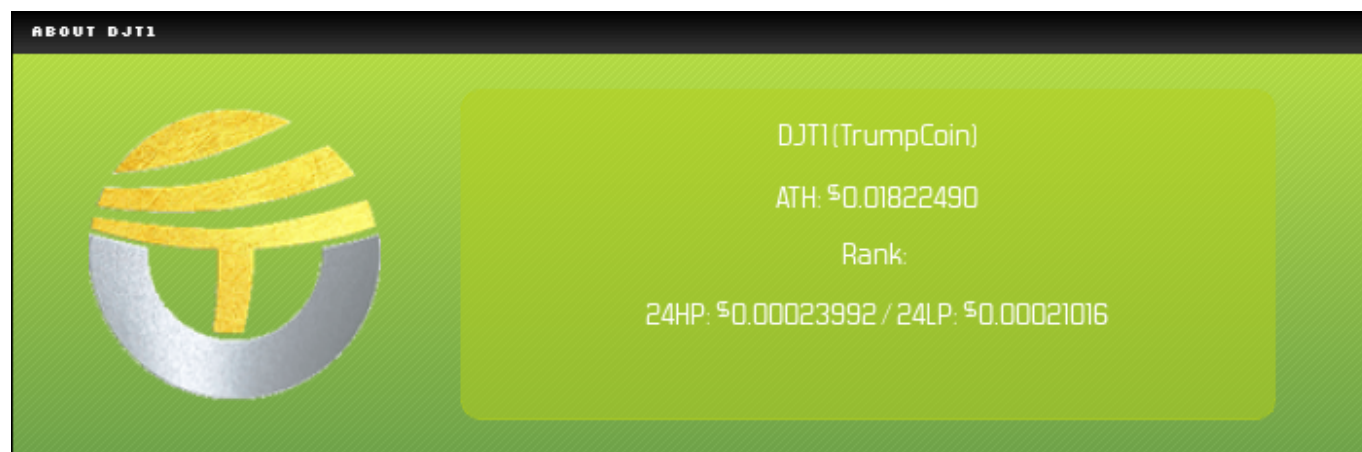 ABOUT DJT1
DJT1 (TrumpCoin)
ATH: $0.01822490
Rank:
24HP: $0.00023992 / 24LP: $0.00021016